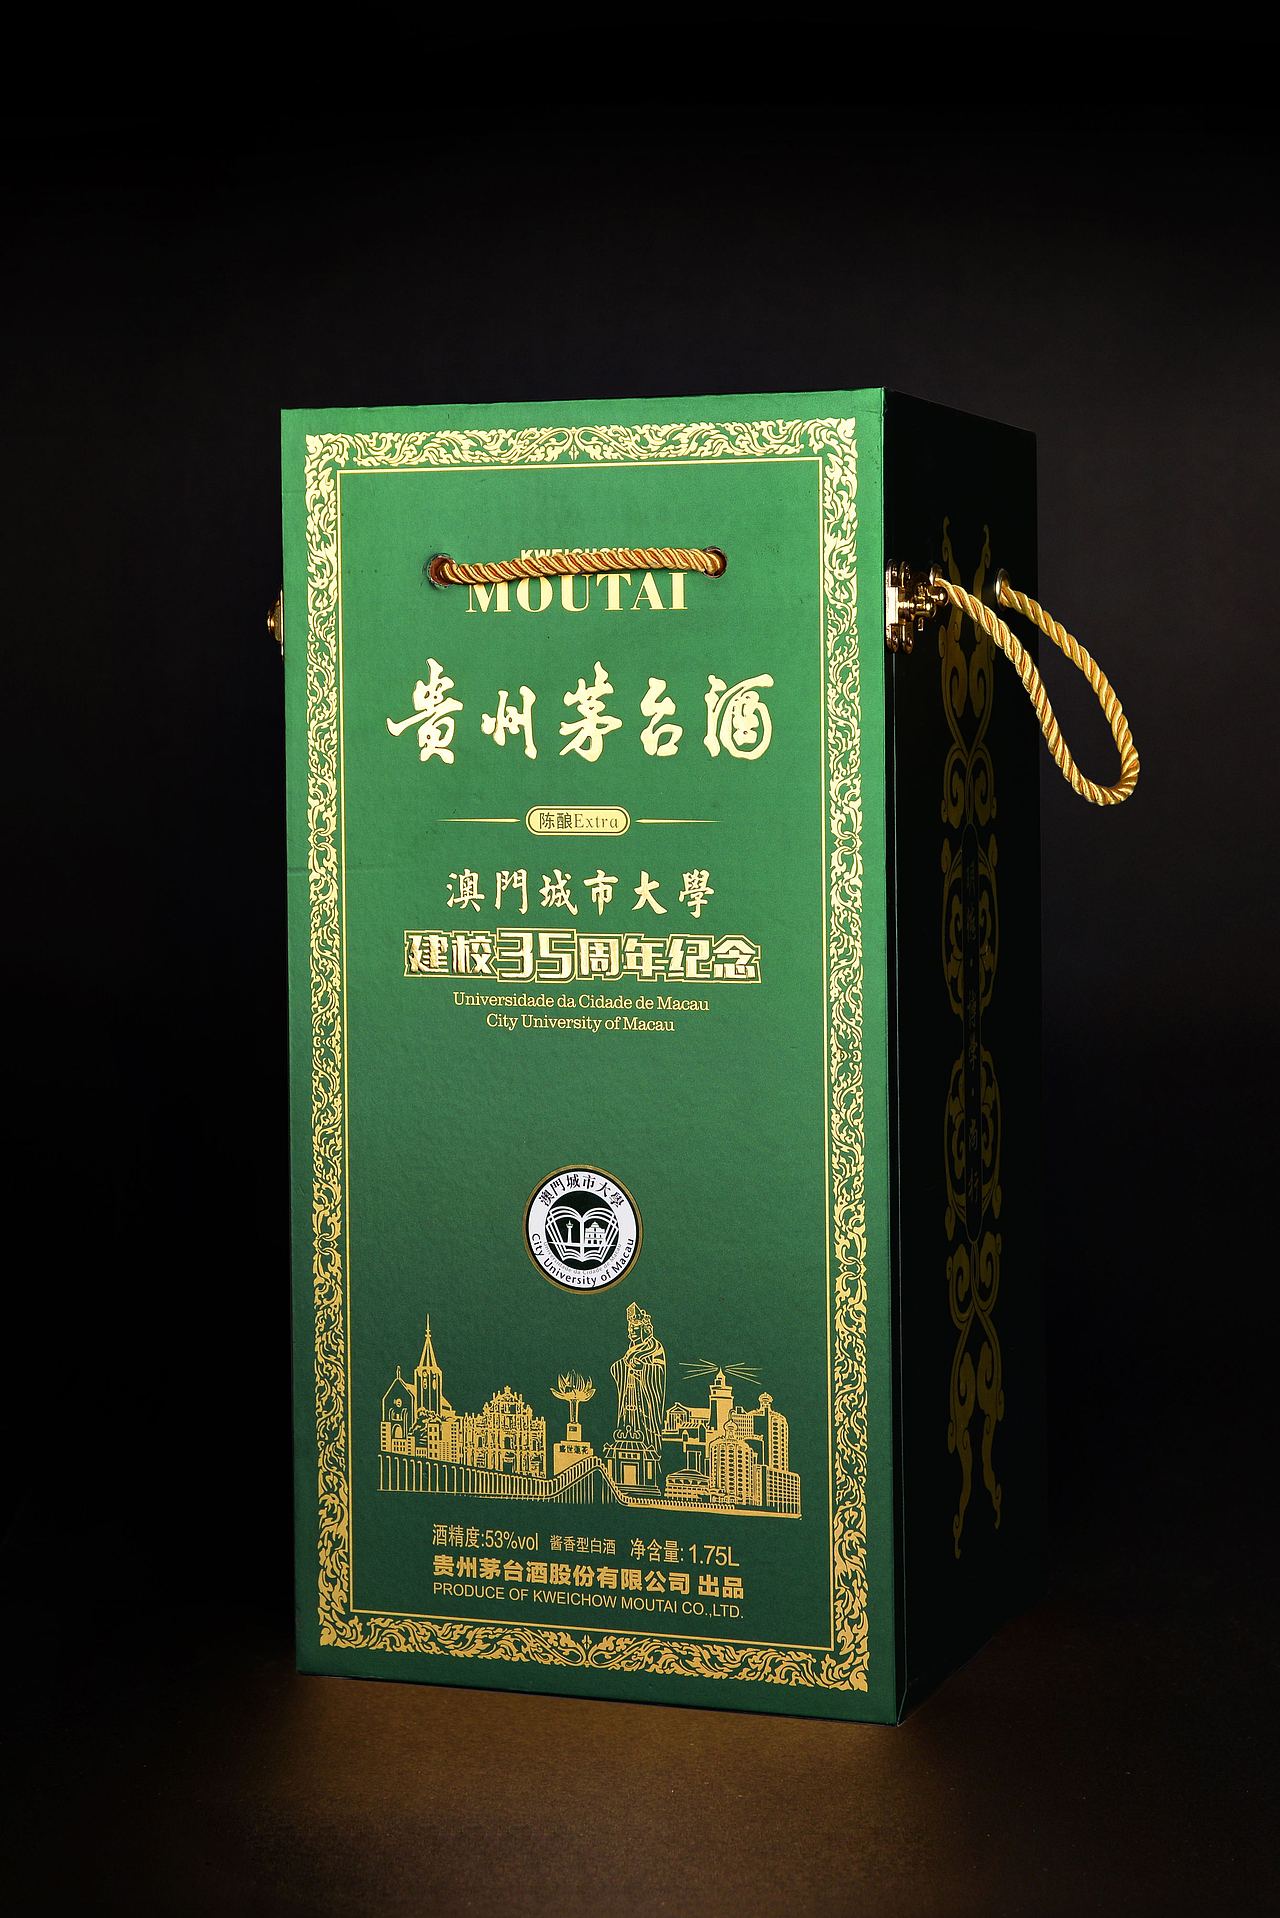 MOUTAI
贵州茅台酒
陈酿Extra
澳門城市大學
建校35周年纪念
Universidade da Cidade de Macau
City University of Macau
澳門城市大學
City University of Macau
盛世蓮花
酒精度:53%vol 酱香型白酒 净含量:1.75L
贵州茅台酒股份有限公司 出品
PRODUCE OF KWEICHOW MOUTAI CO.,LTD.